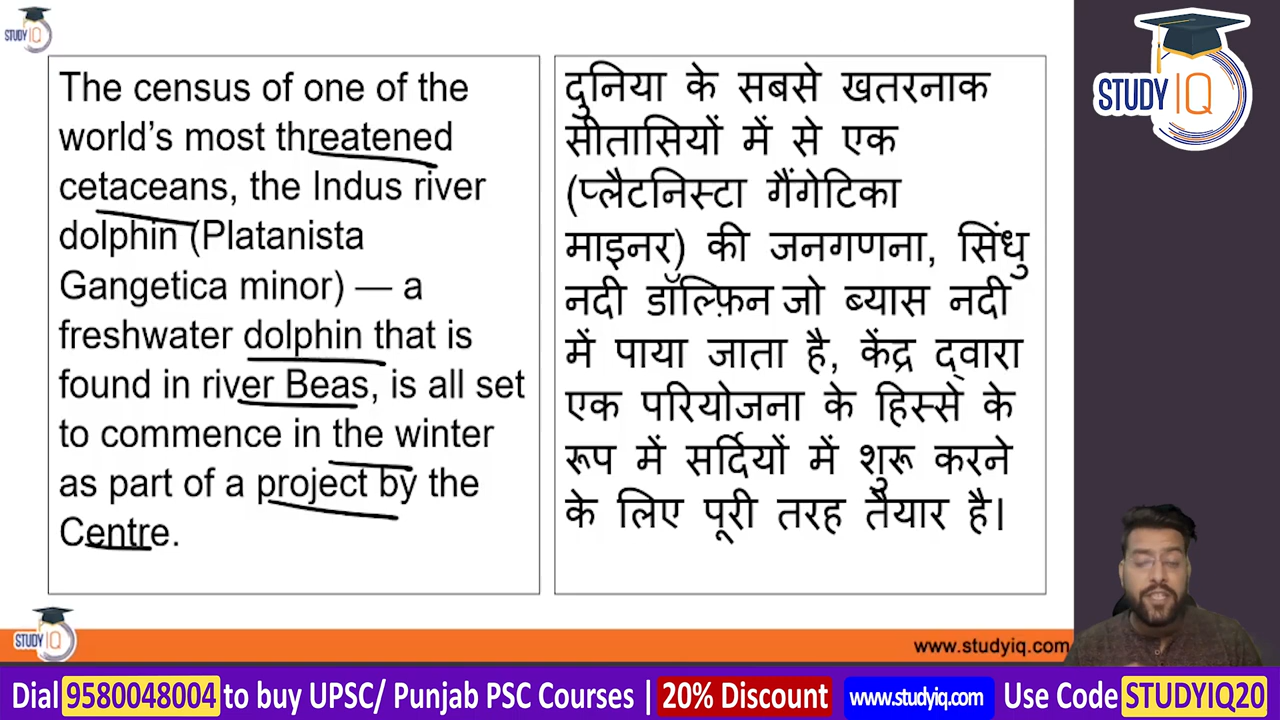 STUDY IQ
The census of one of the
world's most threatened
cetaceans, the Indus river
dolphin (Platanista
Gangetica minor) — a
freshwater dolphin that is
found in river Beas, is all set
to commence in the winter
as part of a project by the
Centre.
दुनिया के सबसे खतरनाक
सीतासियों में से एक
(प्लैटनिस्टा गैंगेटिका
माइनर) की जनगणना, सिंधु
नदी डॉल्फ़िन जो ब्यास नदी
में पाया जाता है, केंद्र द्वारा
एक परियोजना के हिस्से के
रूप में सर्दियों में शुरू करने
के लिए पूरी तरह तैयार है।
STUDY IQ
STUDY IQ
www.studyiq.com
Dial 9580048004 to buy UPSC/ Punjab PSC Courses | 20% Discount www.studyiq.com Use Code STUDYIQ20